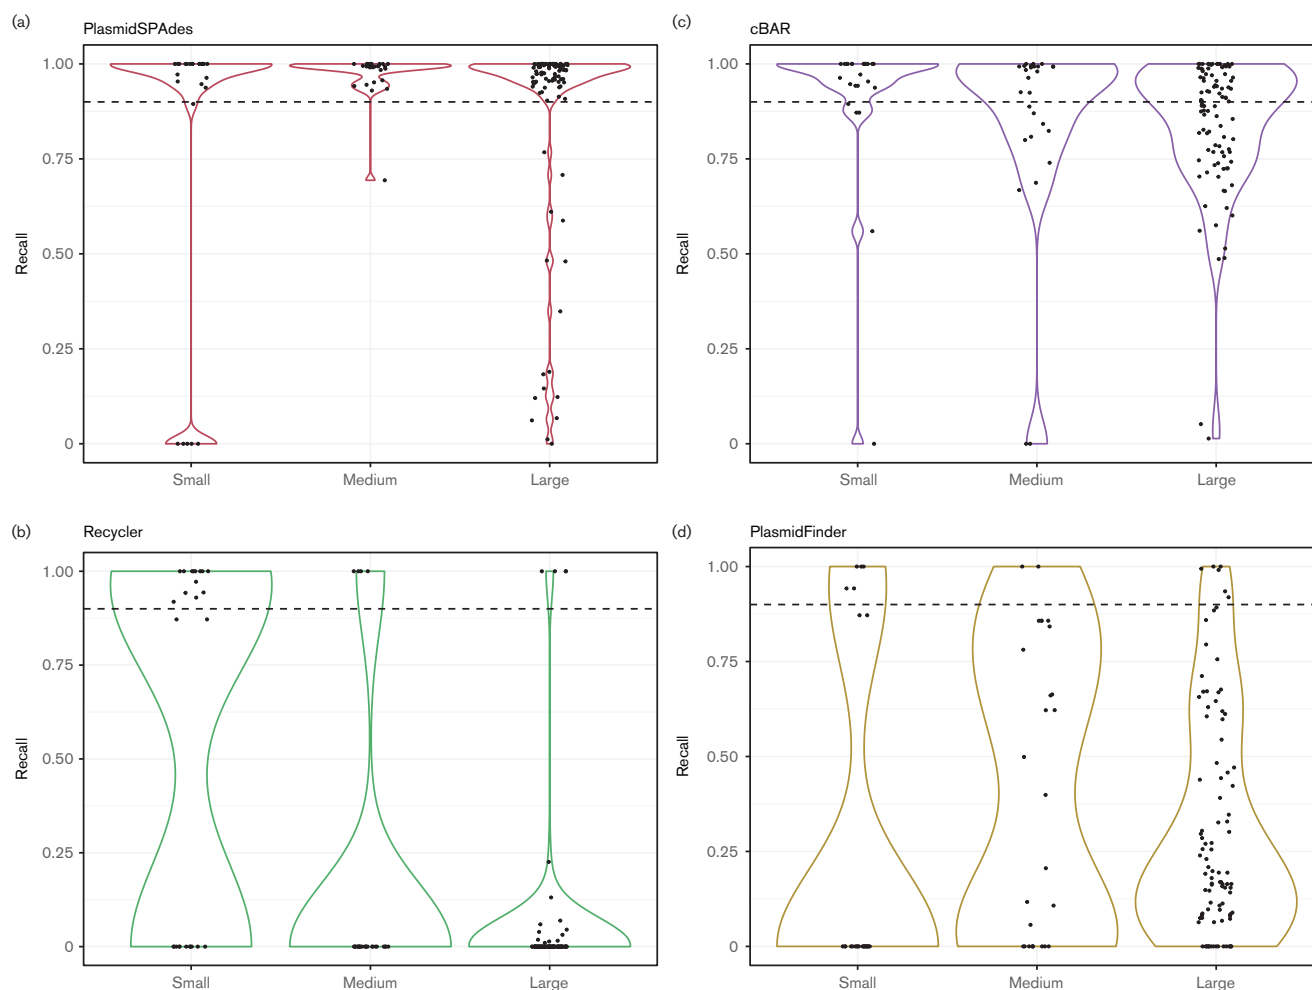 (a)
PlasmidSPAdes
1.00
0.75
0.50
0.25
0
Recall
Small Medium Large
(c)
cBAR
1.00
0.75
0.50
0.25
0
Recall
Small Medium Large
(b)
Recycler
1.00
0.75
0.50
0.25
0
Recall
Small Medium Large
(d)
PlasmidFinder
1.00
0.75
0.50
0.25
0
Recall
Small Medium Large